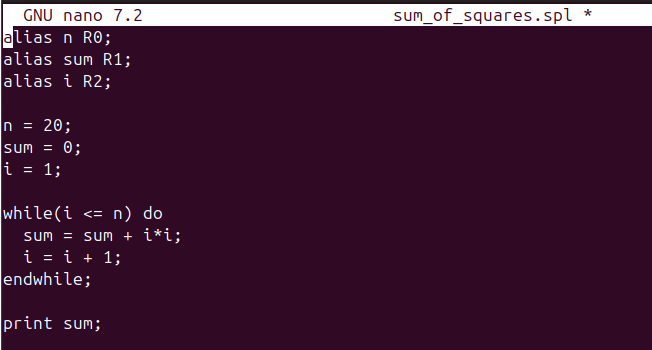 GNU nano 7.2 sum_of_squares.spl *
alias n R0;
alias sum R1;
alias i R2;

n = 20;
sum = 0;
i = 1;

while(i <= n) do
  sum = sum + i*i;
  i = i + 1;
endwhile;

print sum;